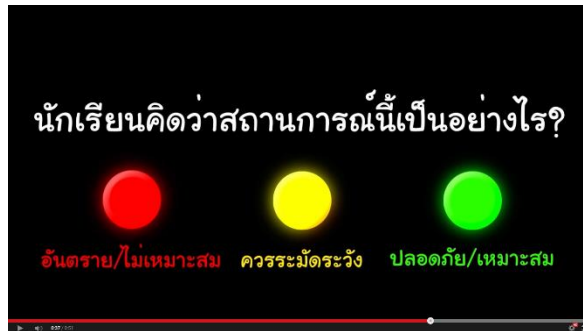 นักเรียนคิดว่าสถานการณ์นี้เป็นอย่างไร?
อันตราย/ไม่เหมาะสม ควรระมัดระวัง ปลอดภัย/เหมาะสม